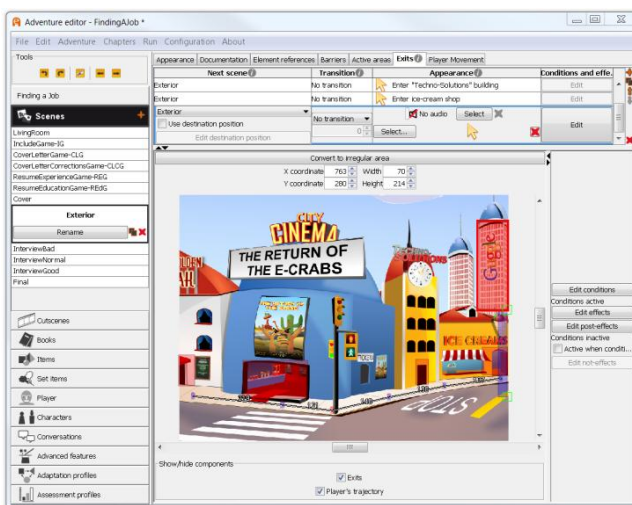 Adventure editor - FindingAJob *
File Edit Adventure Chapters Run Configuration About
Tools
Appearance Documentation Element references Barriers Active areas Exits Player Movement
Next scene Transition Appearance Conditions and effe..
Exterior No transition Enter "Techno-Solutions" building Edit
Exterior No transition Enter ice-cream shop Edit
Exterior No transition No audio Select Edit
Use destination position
Edit destination position 0 Select...
Finding a Job
Scenes
LivingRoom
IncludeGame-IG
CoverLetterGame-CLG
CoverLetterCorrectionsGame-CLCG
ResumeExperienceGame-REG
ResumeEducationGame-REdG
Cover
Exterior
Rename
InterviewBad
InterviewNormal
InterviewGood
Final
Cutscenes
Books
Items
Set items
Player
Characters
Conversations
Advanced features
Adaptation profiles
Assessment profiles
Convert to irregular area
X coordinate 763 Width 70
Y coordinate 280 Height 214
CITY
CINEMA
THE RETURN OF
THE E-CRABS
Giggle
ICE CREAMS
STOP
Edit conditions
Conditions active
Edit effects
Edit post-effects
Conditions inactive
Active when conditi...
Edit not-effects
Show/hide components
Exits
Player's trajectory